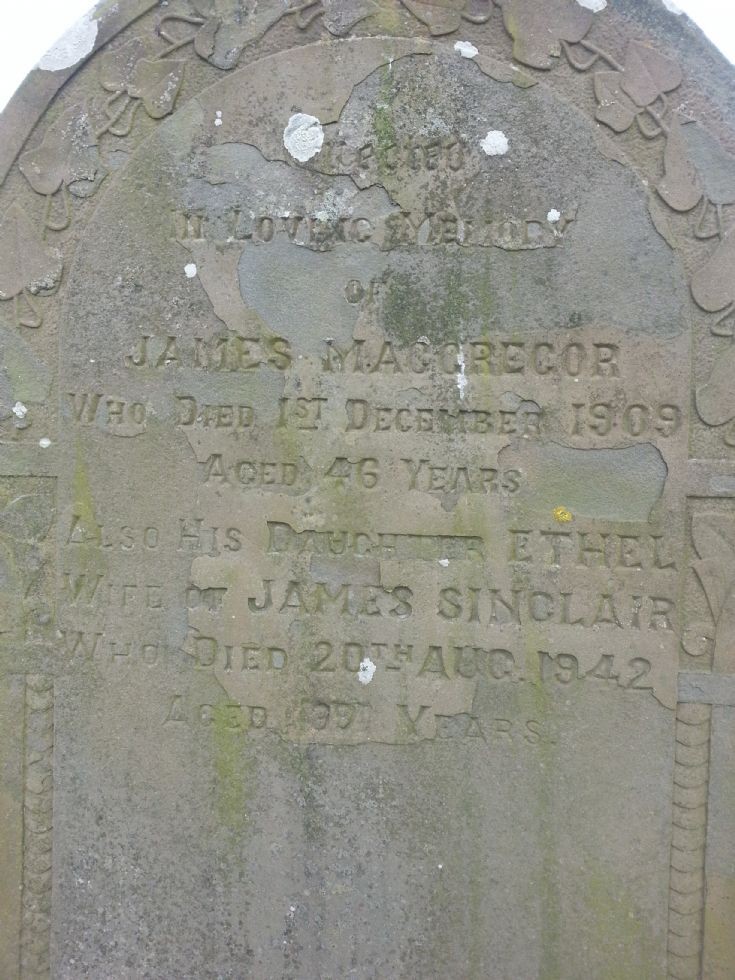 In Loving Memory
of
JAMES MACGREGOR
Who Died 1st December 1909
Aged 46 Years
Also His Daughter ETHEL
Wife of JAMES SINCLAIR
Who Died 20th Aug. 1942
Aged Years.